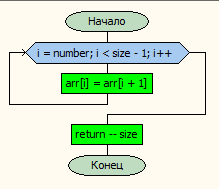 Начало
i = number; i < size - 1; i++
arr[i] = arr[i + 1]
return -- size
Конец